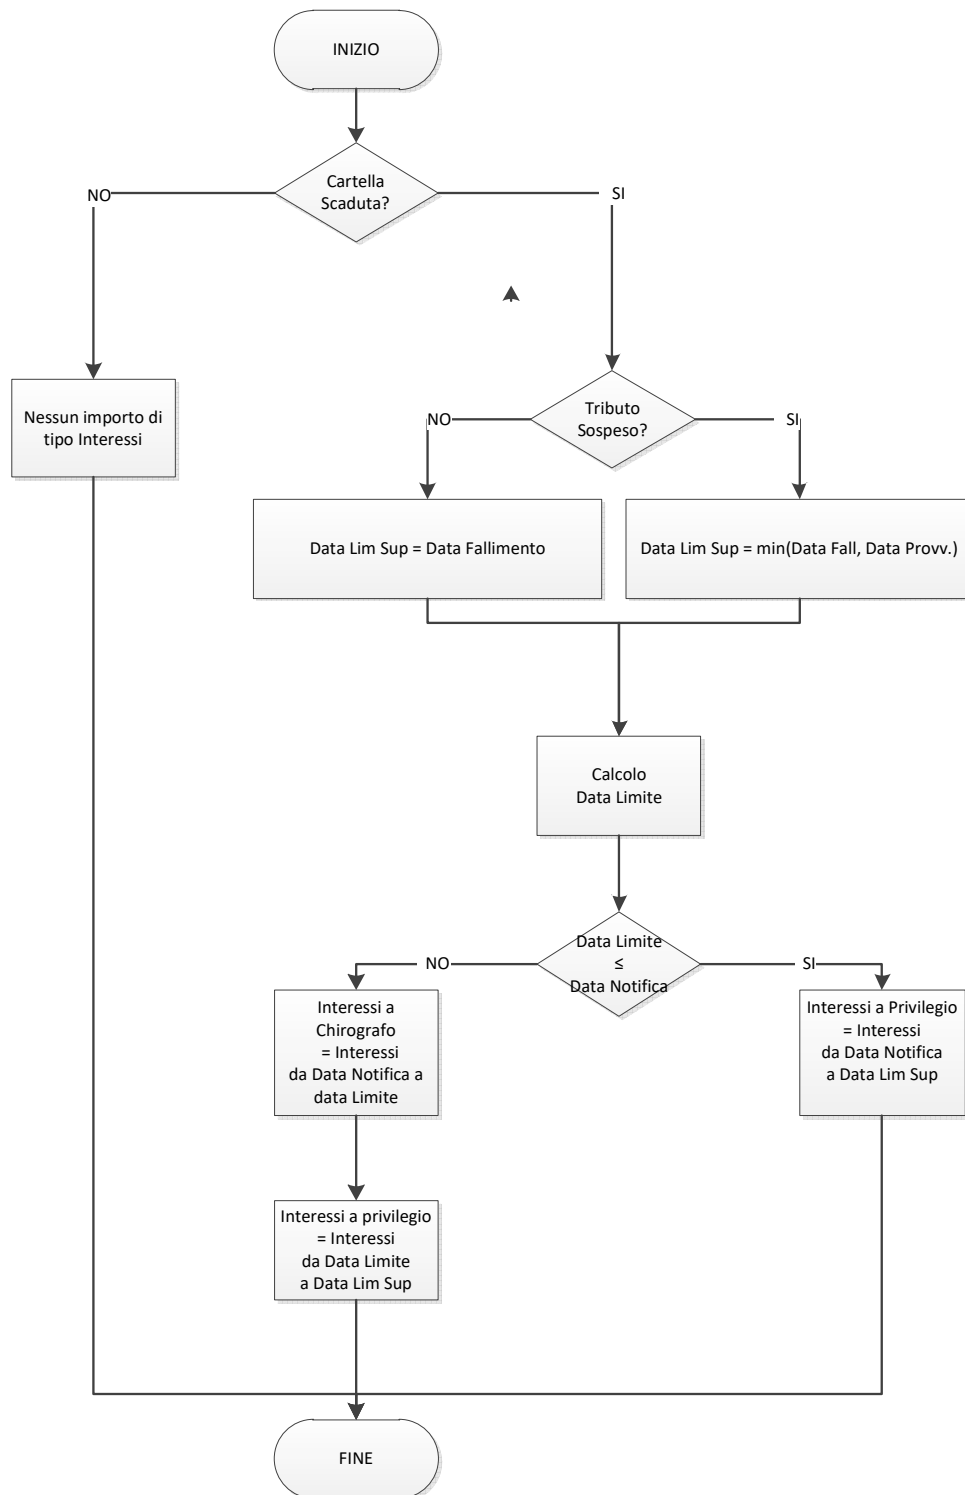 INIZIO
Cartella
Scaduta?
NO
SI
Nessun importo di
tipo Interessi
Tributo
Sospeso?
NO
SI
Data Lim Sup = Data Fallimento
Data Lim Sup = min(Data Fall, Data Provv.)
Calcolo
Data Limite
Data Limite
≤
Data Notifica
NO
SI
Interessi a
Chirografo
= Interessi
da Data Notifica a
data Limite
Interessi a Privilegio
= Interessi
da Data Notifica
a Data Lim Sup
Interessi a privilegio
= Interessi
da Data Limite
a Data Lim Sup
FINE